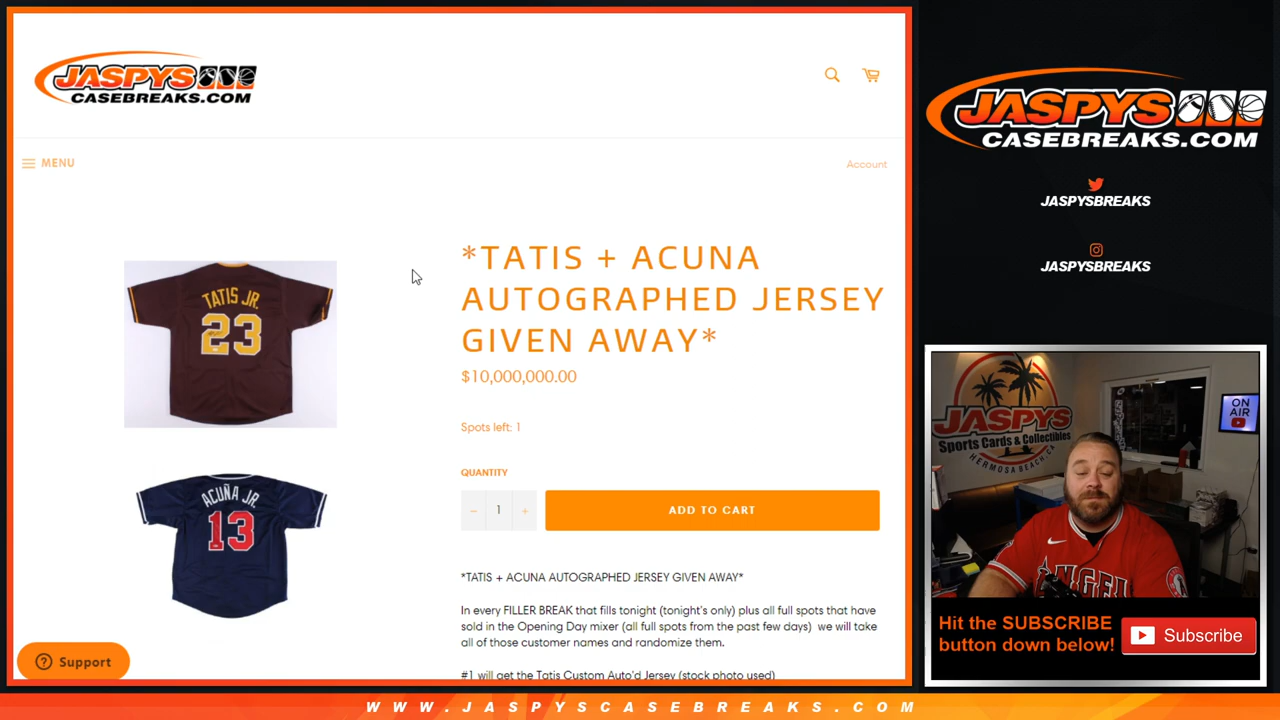 JASPYS
CASEBREAKS.COM
MENU
Account
TATIS JR.
23
ACUÑA JR.
13
*TATIS + ACUNA
AUTOGRAPHED JERSEY
GIVEN AWAY*
$10,000,000.00
Spots left: 1
QUANTITY
− 1 +
ADD TO CART
*TATIS + ACUNA AUTOGRAPHED JERSEY GIVEN AWAY*
In every FILLER BREAK that fills tonight (tonight's only) plus all full spots that have
sold in the Opening Day mixer (all full spots from the past few days) we will take
all of those customer names and randomize them.
#1 will get the Tatis Custom Auto'd Jersey (stock photo used)
Support
JASPYS
CASEBREAKS.COM
JASPYSBREAKS
JASPYSBREAKS
JASPYS
Sports Cards & Collectibles
HERMOSA BEACH, CA
ON
AIR
ANGEL
Hit the SUBSCRIBE
button down below!
Subscribe
WWW.JASPYSCASEBREAKS.COM